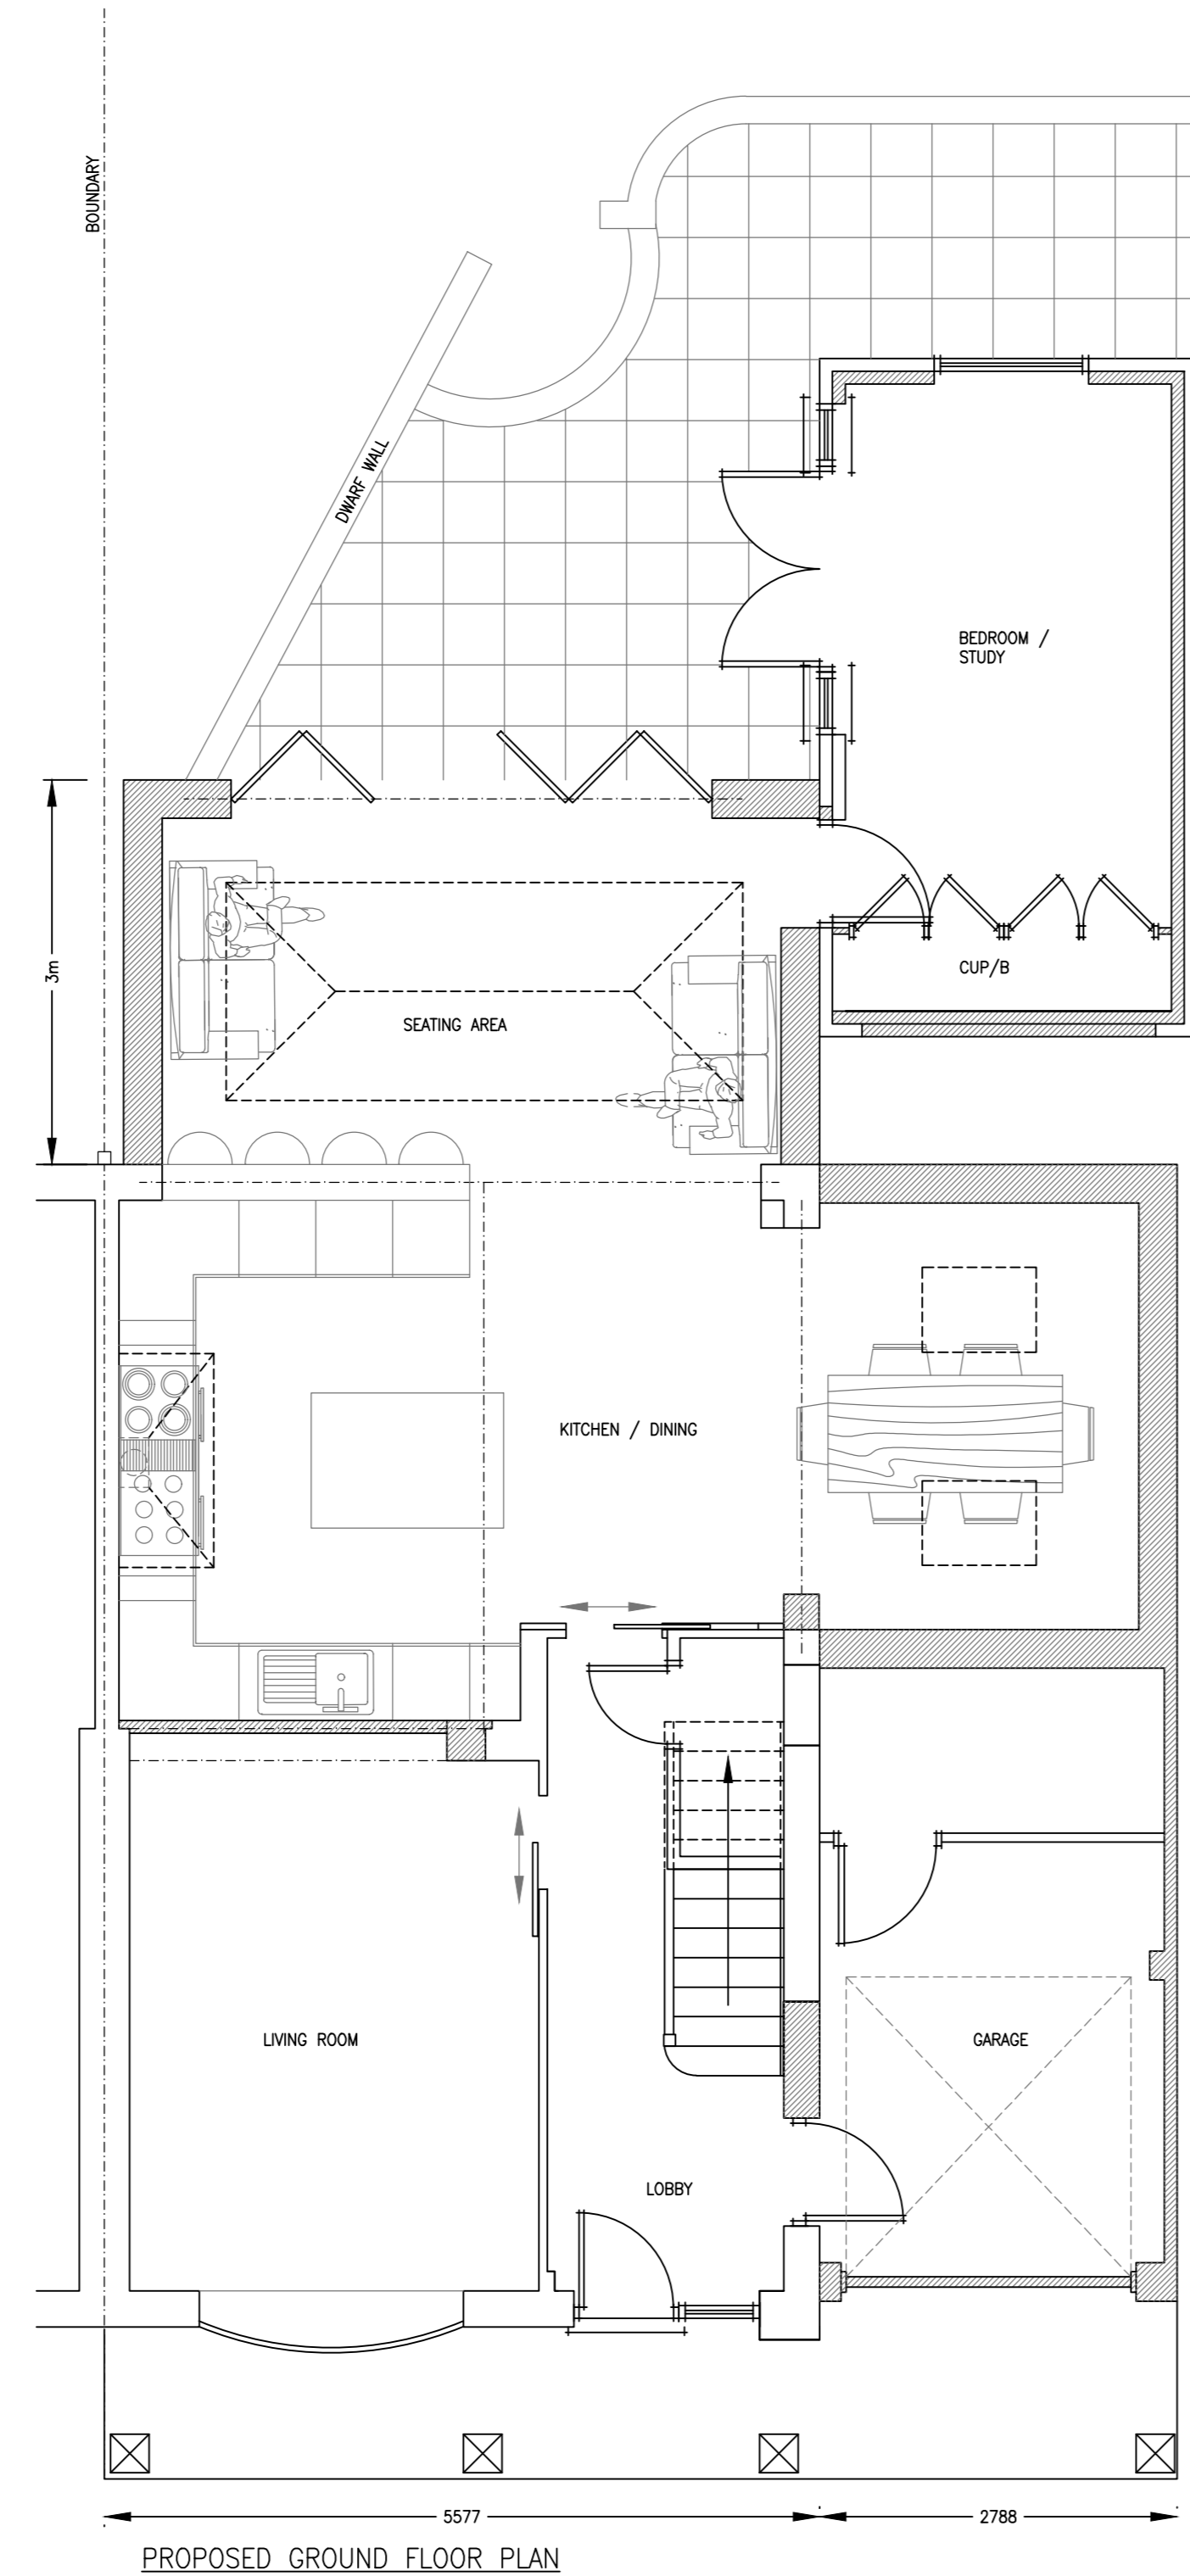 BOUNDARY
DWARF WALL
BEDROOM /
STUDY
CUP/B
3m
SEATING AREA
KITCHEN / DINING
LIVING ROOM
GARAGE
LOBBY
5577
2788
PROPOSED GROUND FLOOR PLAN